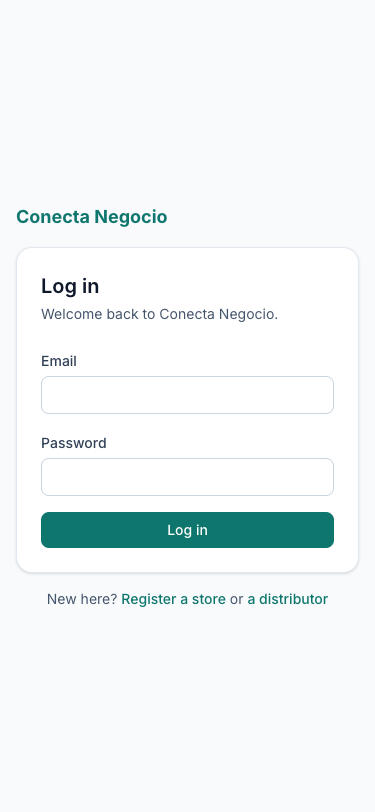 Conecta Negocio
Log in
Welcome back to Conecta Negocio.
Email
Password
Log in
New here? Register a store or a distributor